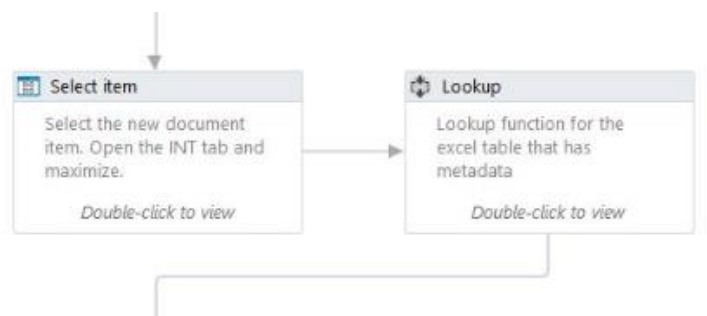 Select item
Select the new document
item. Open the INT tab and
maximize.
Double-click to view
Lookup
Lookup function for the
excel table that has
metadata
Double-click to view